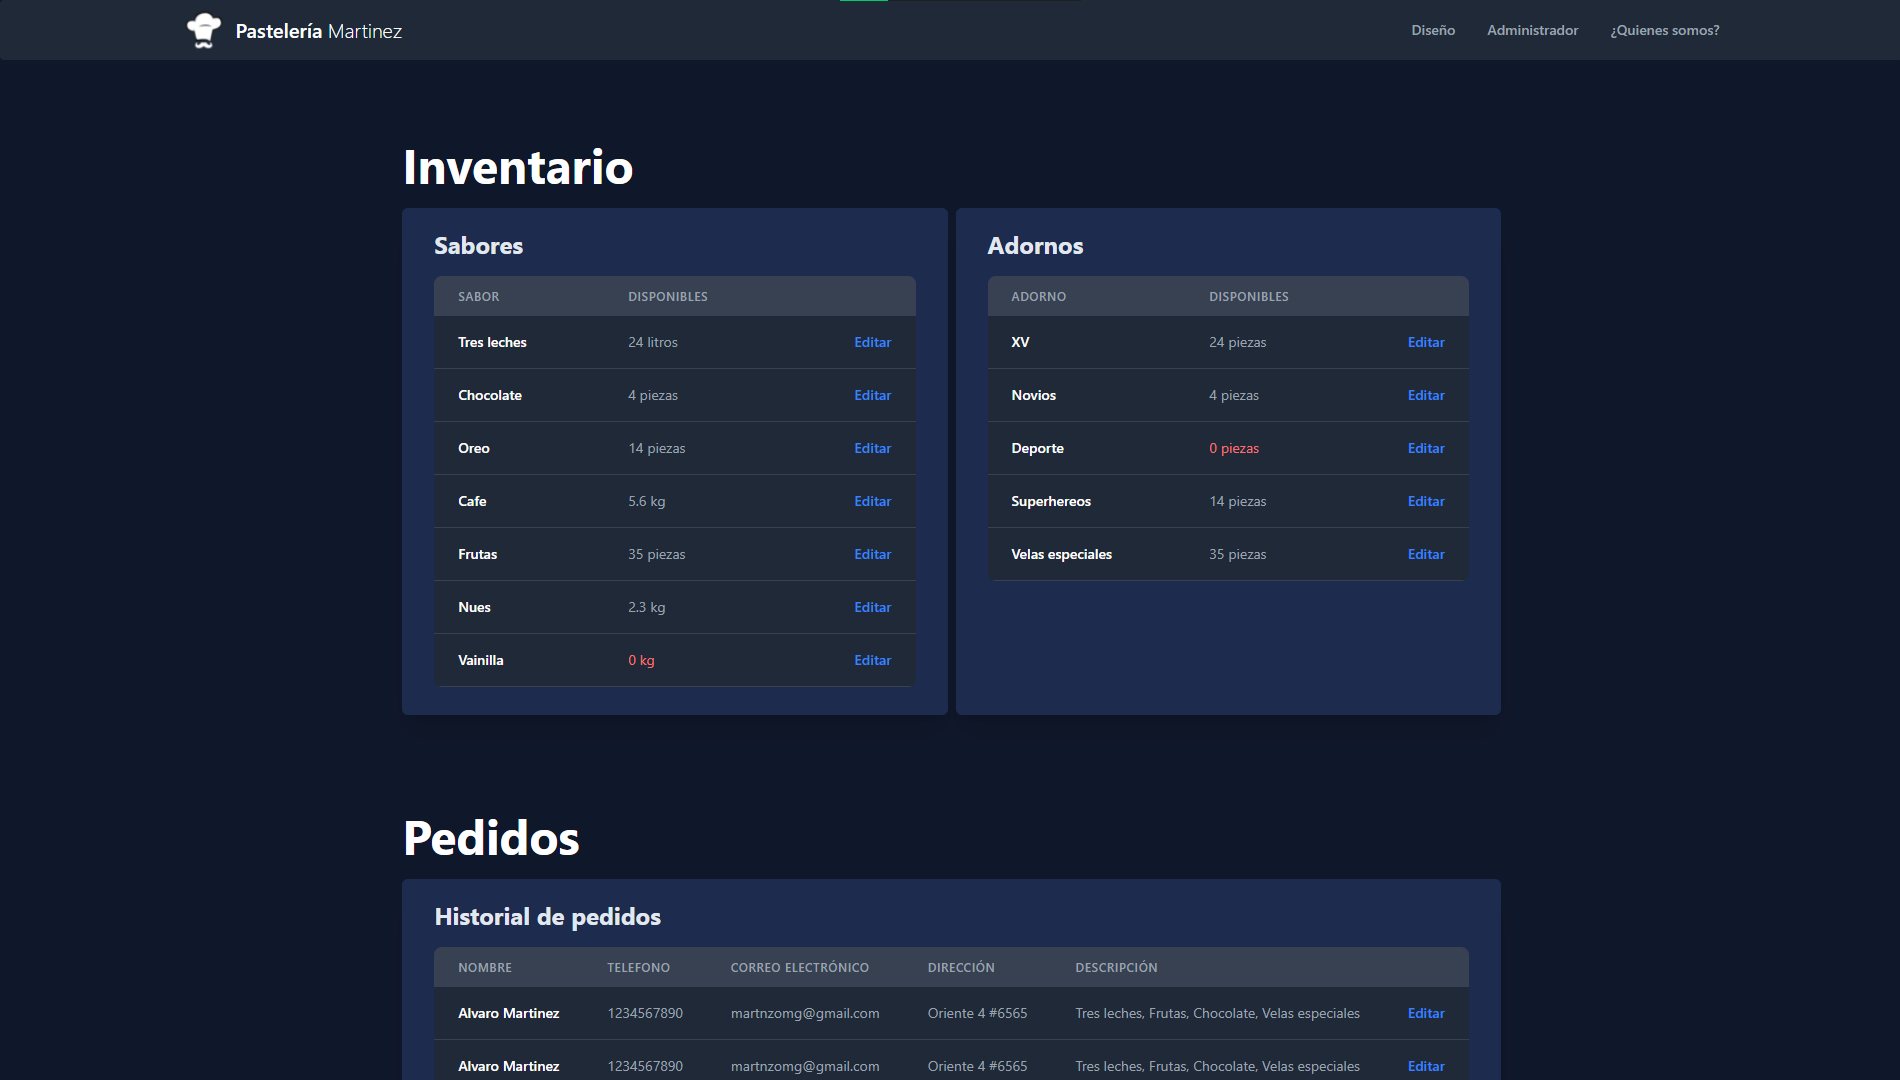 Pastelería Martinez
Diseño Administrador ¿Quienes somos?
Inventario
Sabores
SABOR DISPONIBLES
Tres leches 24 litros Editar
Chocolate 4 piezas Editar
Oreo 14 piezas Editar
Cafe 5.6 kg Editar
Frutas 35 piezas Editar
Nues 2.3 kg Editar
Vainilla 0 kg Editar
Adornos
ADORNO DISPONIBLES
XV 24 piezas Editar
Novios 4 piezas Editar
Deporte 0 piezas Editar
Superhereos 14 piezas Editar
Velas especiales 35 piezas Editar
Pedidos
Historial de pedidos
NOMBRE TELEFONO CORREO ELECTRÓNICO DIRECCIÓN DESCRIPCIÓN
Alvaro Martinez 1234567890 martnzomg@gmail.com Oriente 4 #6565 Tres leches, Frutas, Chocolate, Velas especiales Editar
Alvaro Martinez 1234567890 martnzomg@gmail.com Oriente 4 #6565 Tres leches, Frutas, Chocolate, Velas especiales Editar